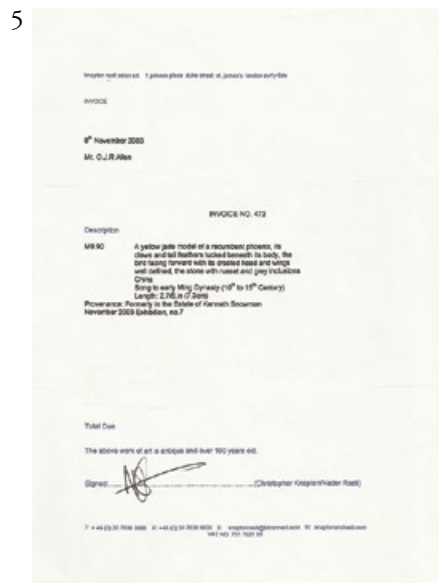 5
INVOICE
8th November 2003
Mr. O.J.R.Allen
INVOICE NO. 472
Description
M9.90 A yellow jade model of a recumbent phoenix, its
claws and tail feathers tucked beneath its body, the
bird facing forward with its crested head and wings
well defined, the stone with russet and grey inclusions
China
Song to early Ming Dynasty (10th to 15th Century)
Length:
Provenance: Formerly in the Estate of Kenneth Snowman
November 2003 Exhibition, no.7
Total Due
The above work of art is antique and over 100 years old.
Signed: (Christopher Knapton/Nader Rasti)